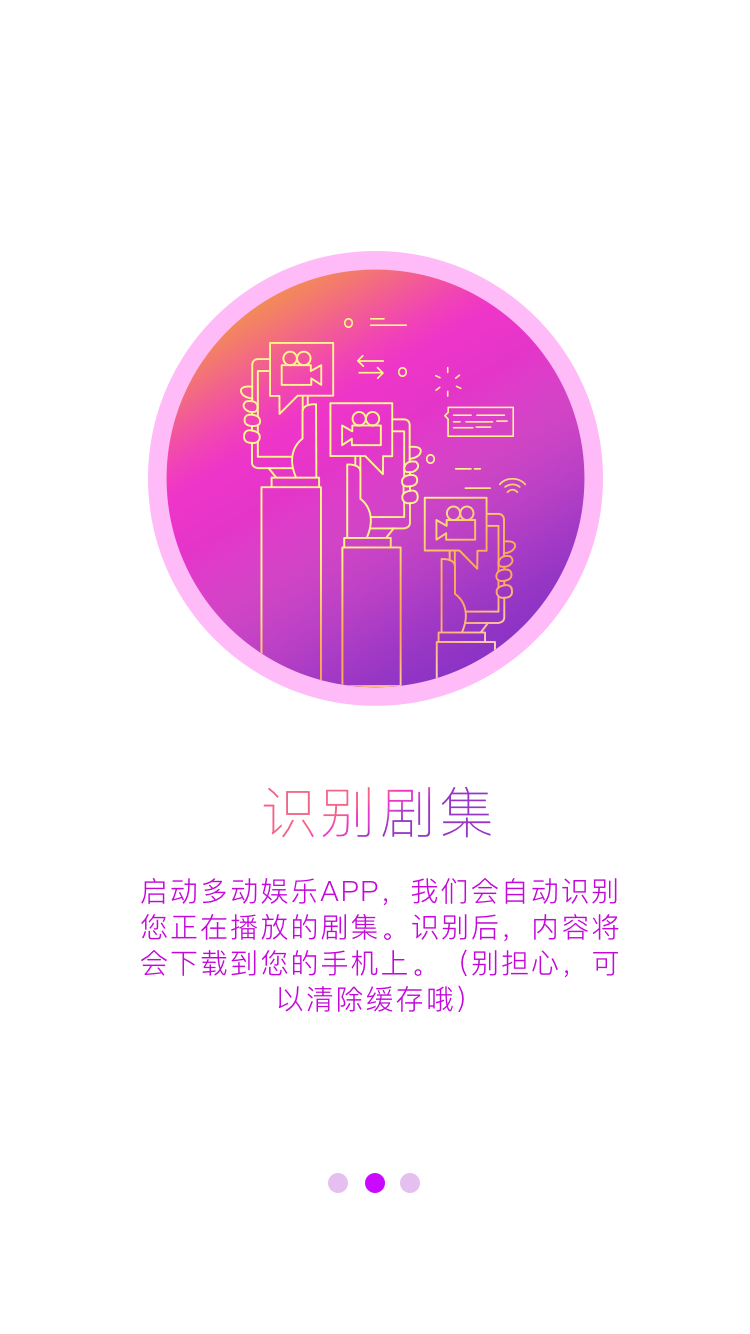 识别剧集
启动多动娱乐APP，我们会自动识别
您正在播放的剧集。识别后，内容将
会下载到您的手机上。（别担心，可
以清除缓存哦）